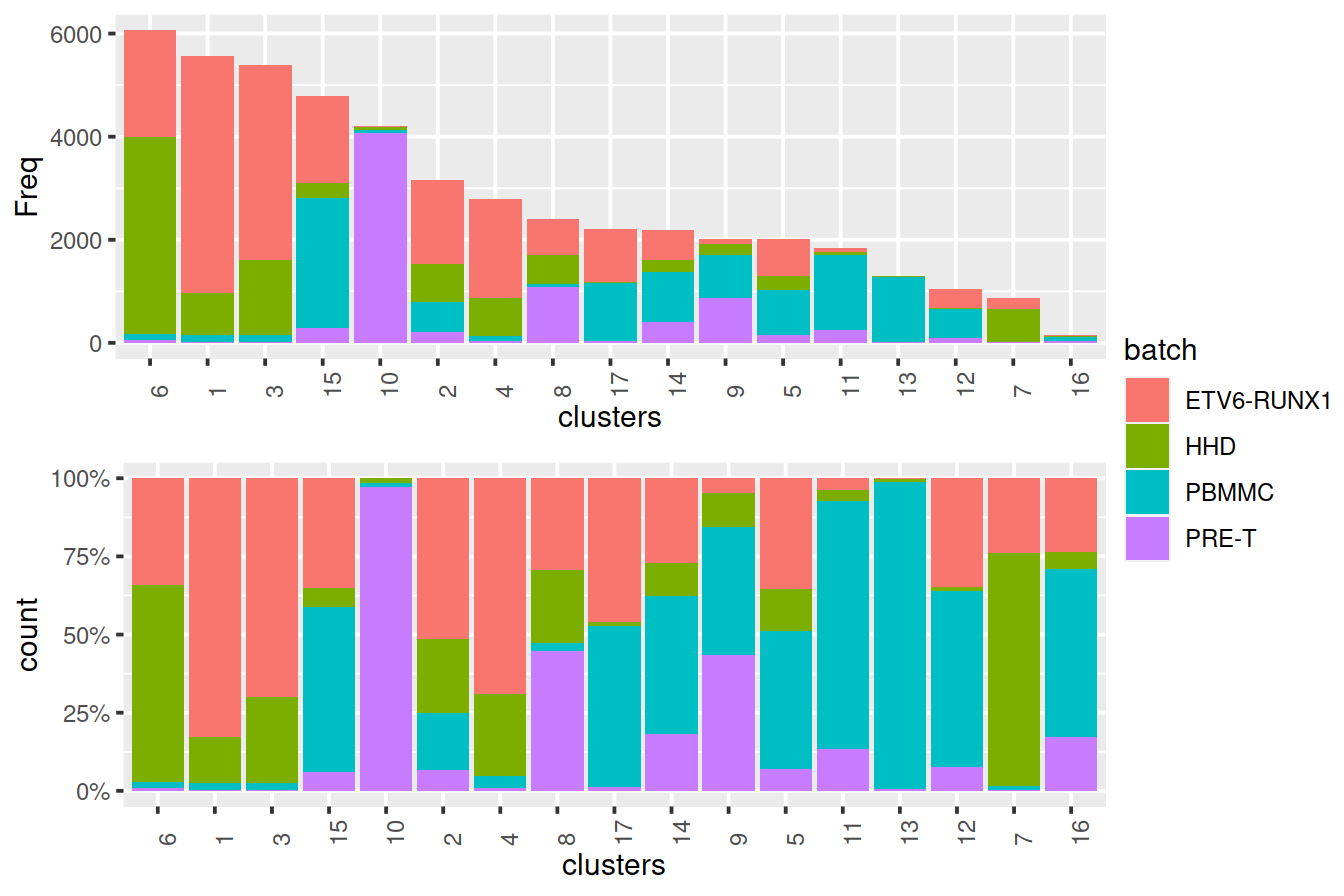 6000
4000
2000
0
Freq
6 1 3 15 10 2 4 8 17 14 9 5 11 13 12 7 16
clusters
batch
ETV6-RUNX1
HHD
PBMMC
PRE-T
100%
75%
50%
25%
0%
count
6 1 3 15 10 2 4 8 17 14 9 5 11 13 12 7 16
clusters